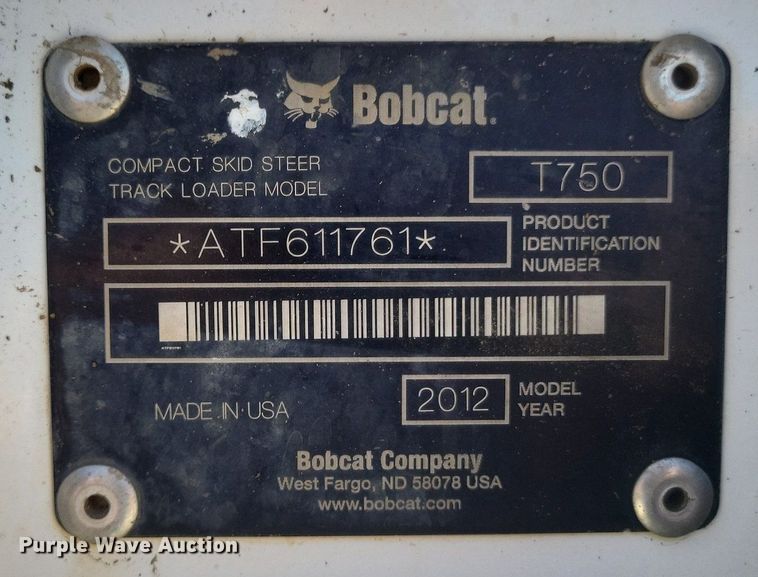 Bobcat.
COMPACT SKID STEER
TRACK LOADER MODEL
T750
*ATF611761*
PRODUCT
IDENTIFICATION
NUMBER
MADE IN USA
2012
MODEL
YEAR
Bobcat Company
West Fargo, ND 58078 USA
www.bobcat.com
Purple Wave Auction